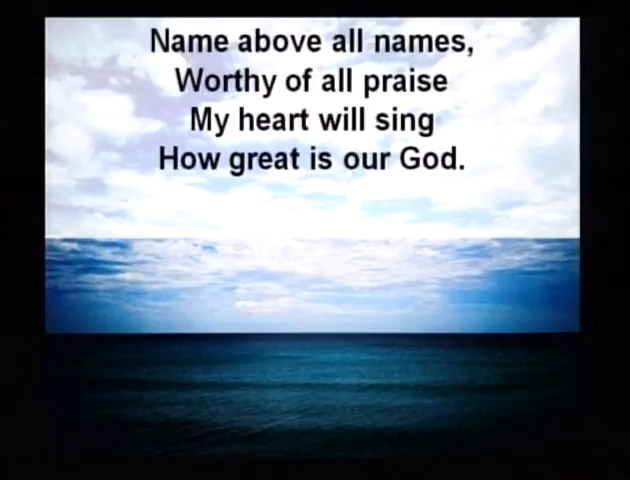 Name above all names,
Worthy of all praise
My heart will sing
How great is our God.